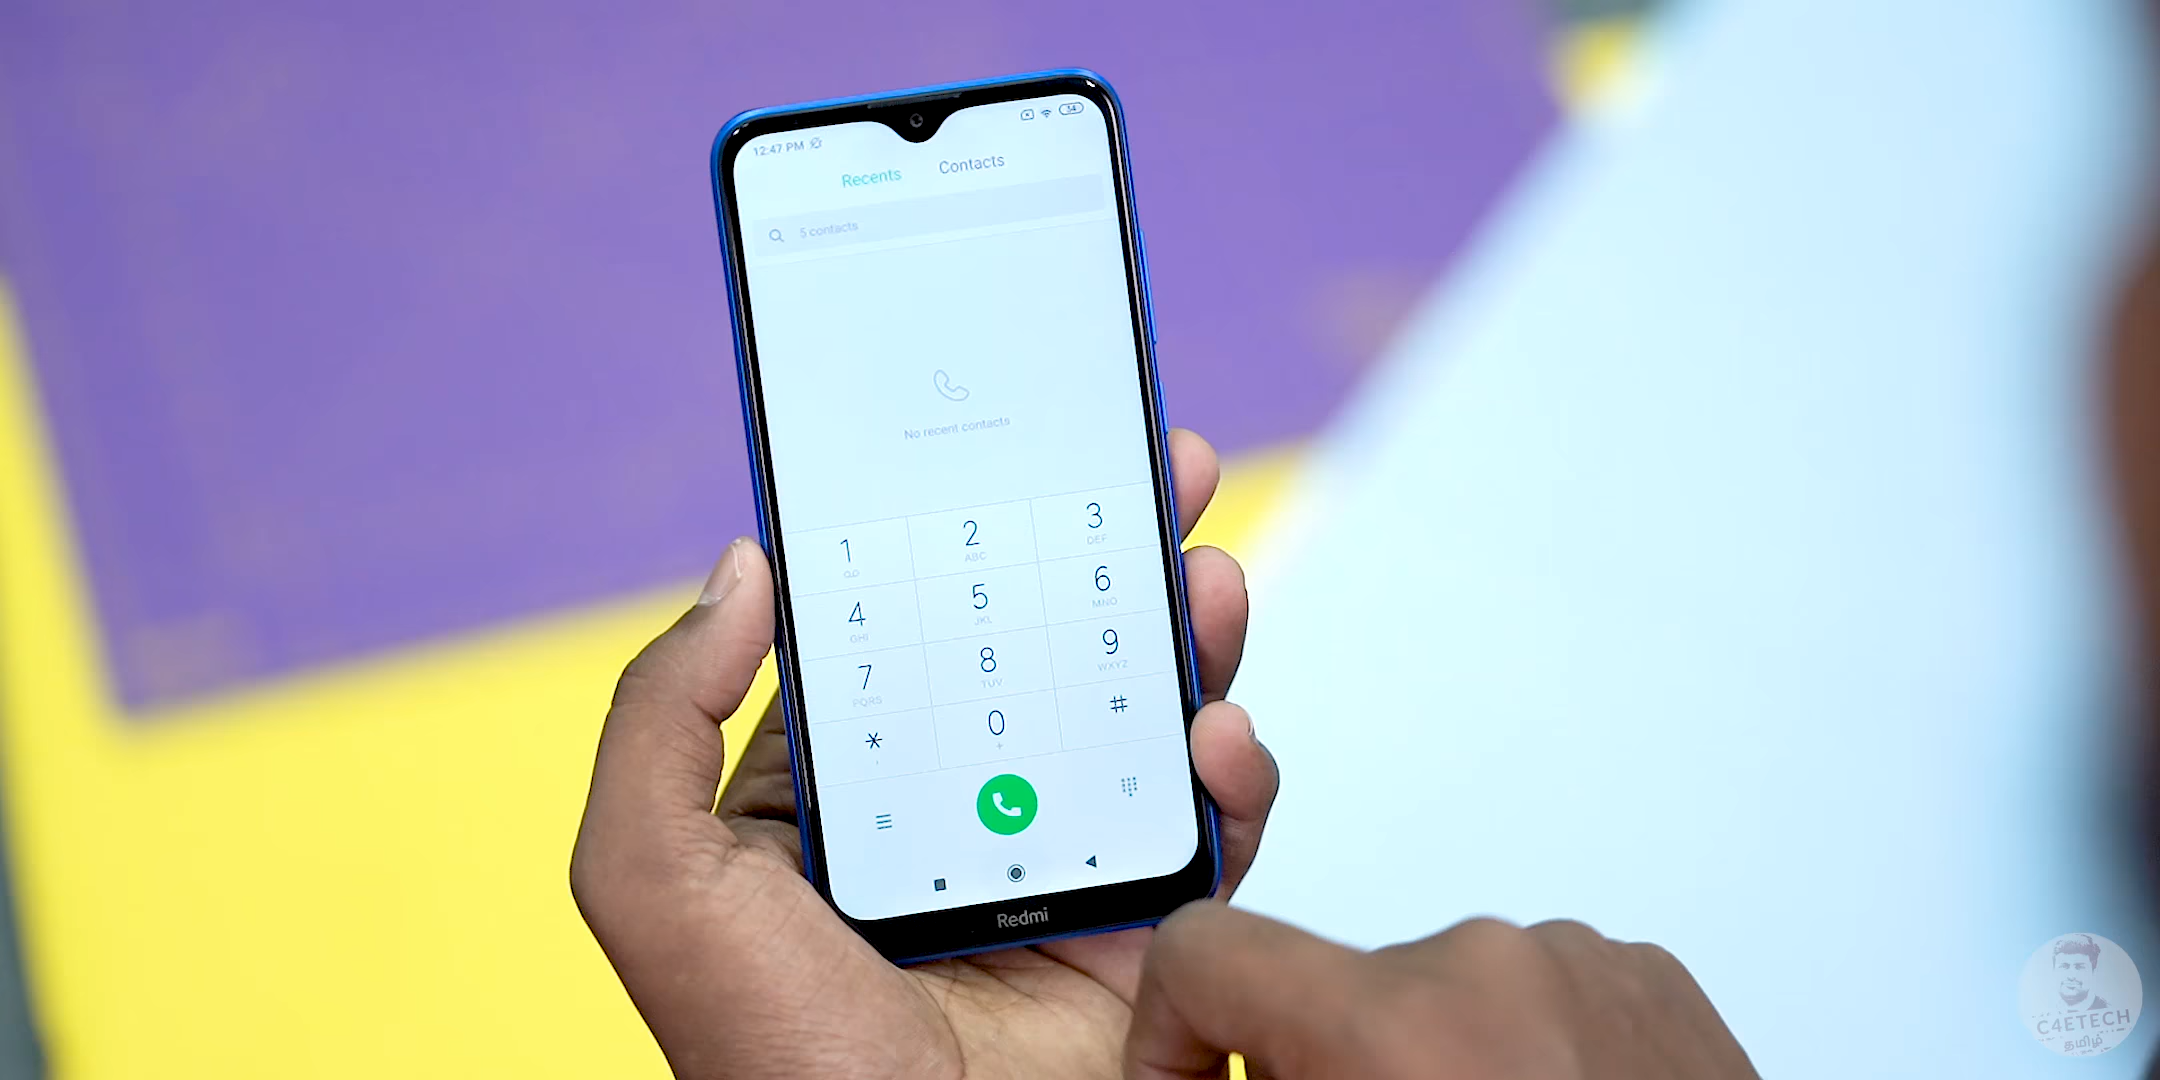 12:47 PM
34
Recents Contacts
5 contacts
No recent contacts
1 2 3
ABC DEF
4 5 6
GHI JKL MNO
7 8 9
PQRS TUV WXYZ
* 0 #
, +
Redmi
C4ETECH
தமிழ்